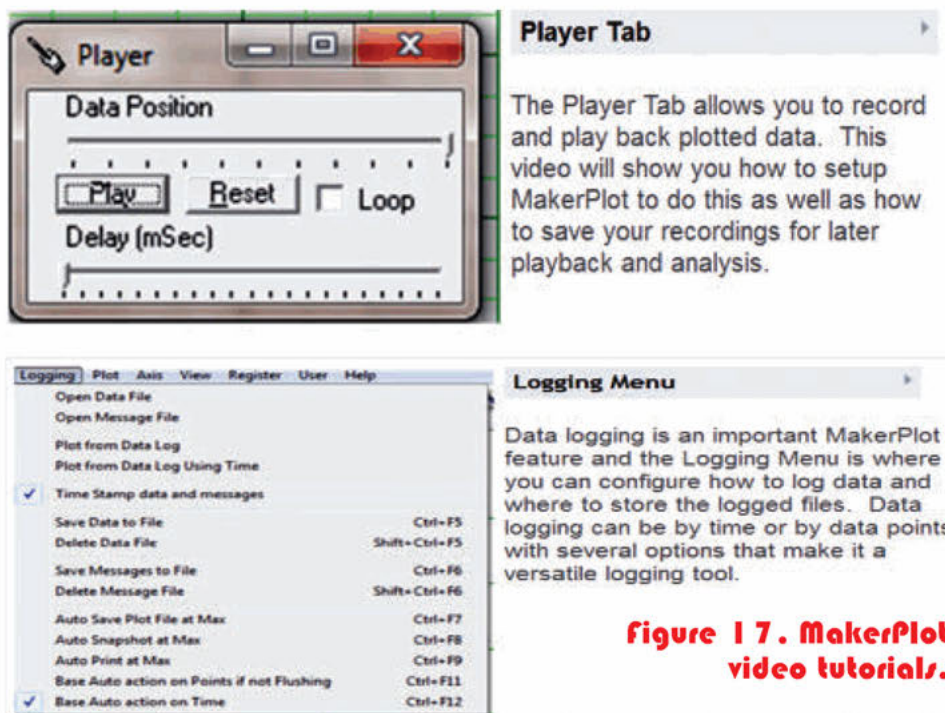 Player
Data Position
Play Reset Loop
Delay (mSec)
Player Tab
The Player Tab allows you to record
and play back plotted data. This
video will show you how to setup
MakerPlot to do this as well as how
to save your recordings for later
playback and analysis.
Logging Plot Axis View Register User Help
Open Data File
Open Message File
Plot from Data Log
Plot from Data Log Using Time
Time Stamp data and messages
Save Data to File Ctrl+F5
Delete Data File Shift+Ctrl+F5
Save Messages to File Ctrl+F6
Delete Message File Shift+Ctrl+F6
Auto Save Plot File at Max Ctrl+F7
Auto Snapshot at Max Ctrl+F8
Auto Print at Max Ctrl+F9
Base Auto action on Points if not Flushing Ctrl+F11
Base Auto action on Time Ctrl+F12
Logging Menu
Data logging is an important MakerPlot
feature and the Logging Menu is where
you can configure how to log data and
where to store the logged files. Data
logging can be by time or by data points
with several options that make it a
versatile logging tool.
Figure 17. MakerPlot
video tutorials.